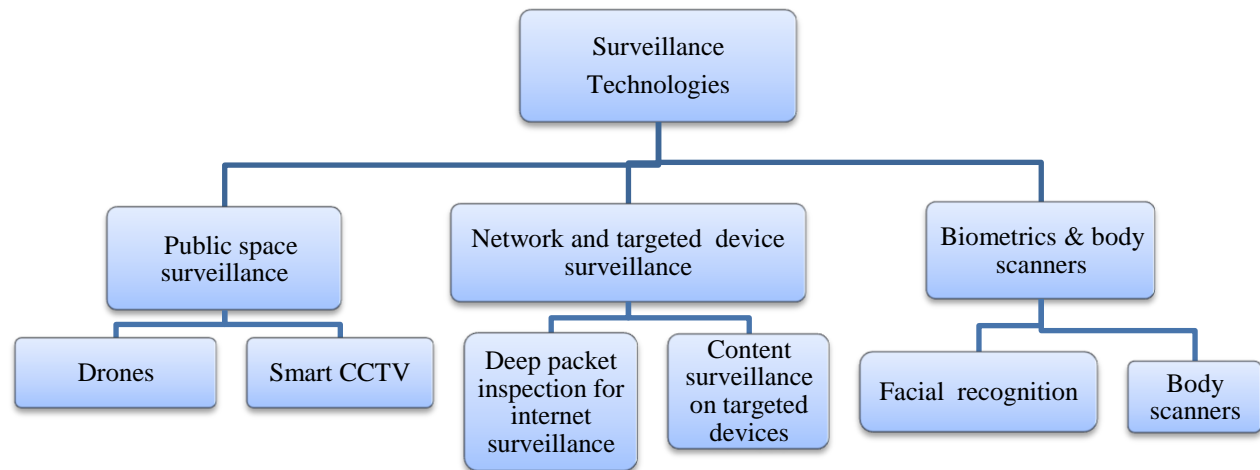 Surveillance
Technologies
Public space
surveillance
Network and targeted device
surveillance
Biometrics & body
scanners
Drones
Smart CCTV
Deep packet
inspection for
internet
surveillance
Content
surveillance
on targeted
devices
Facial recognition
Body
scanners